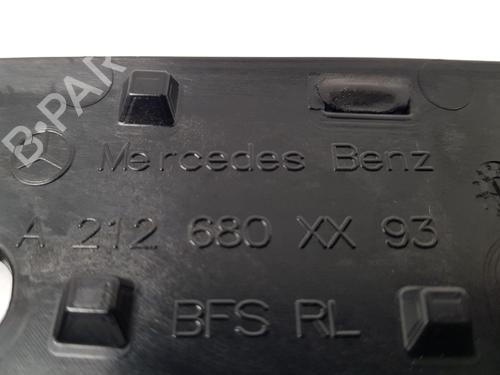 B-PAR
Mercedes Benz
A 212 680 XX 93
BFS RL